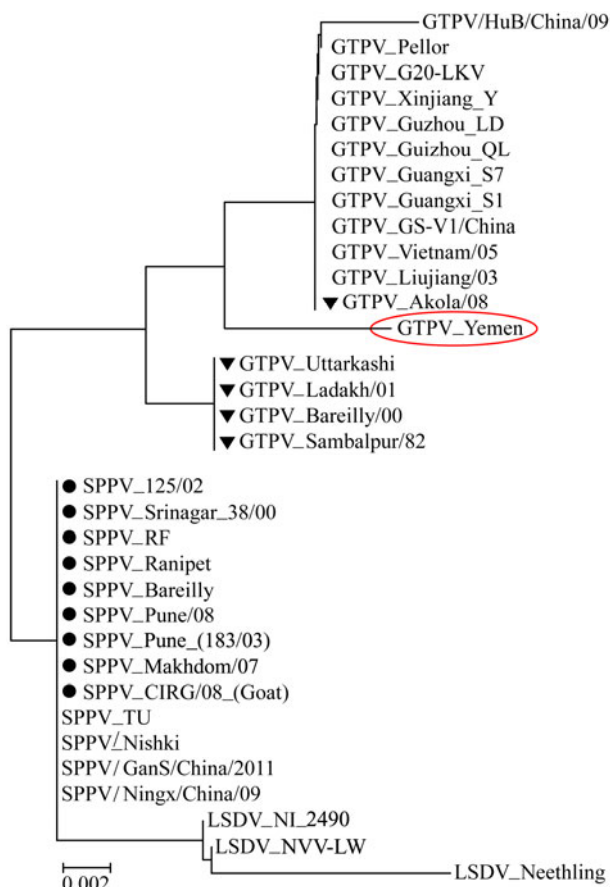 GTPV/HuB/China/09
GTPV_Pellor
GTPV_G20-LKV
GTPV_Xinjiang_Y
GTPV_Guzhou_LD
GTPV_Guizhou_QL
GTPV_Guangxi_S7
GTPV_Guangxi_S1
GTPV_GS-V1/China
GTPV_Vietnam/05
GTPV_Liujiang/03
GTPV_Akola/08
GTPV_Yemen
GTPV_Uttarkashi
GTPV_Ladakh/01
GTPV_Bareilly/00
GTPV_Sambalpur/82
SPPV_125/02
SPPV_Srinagar_38/00
SPPV_RF
SPPV_Ranipet
SPPV_Bareilly
SPPV_Pune/08
SPPV_Pune_(183/03)
SPPV_Makhdom/07
SPPV_CIRG/08_(Goat)
SPPV_TU
SPPV/Nishki
SPPV/GanS/China/2011
SPPV/Ningx/China/09
LSDV_NI_2490
LSDV_NVV-LW
LSDV_Neethling
0.002